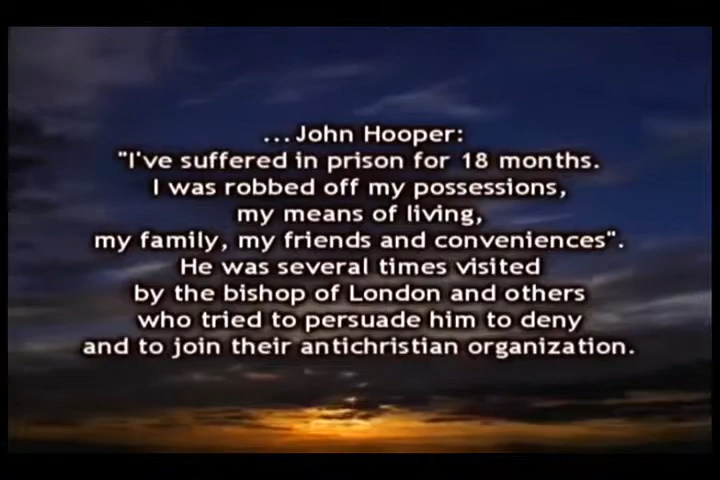 ...John Hooper:
"I've suffered in prison for 18 months.
I was robbed off my possessions,
my means of living,
my family, my friends and conveniences".
He was several times visited
by the bishop of London and others
who tried to persuade him to deny
and to join their antichristian organization.